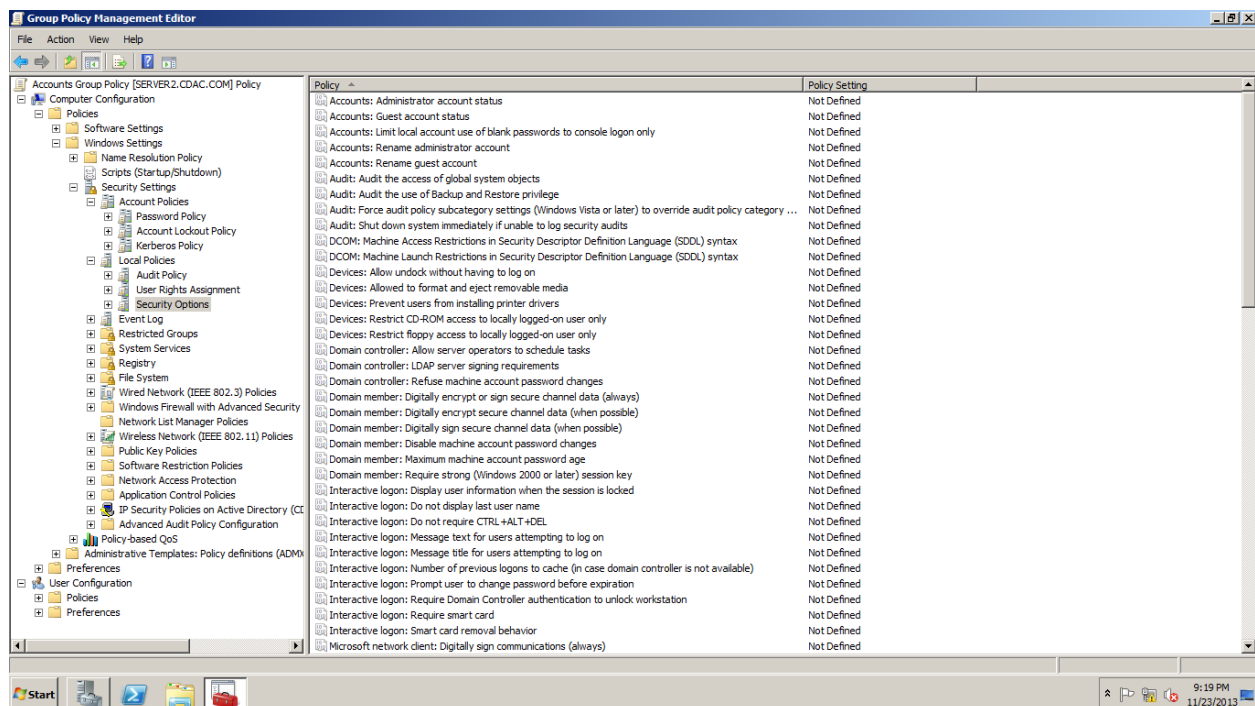 Group Policy Management Editor
File Action View Help
Accounts Group Policy [SERVER2.CDAC.COM] Policy
Computer Configuration
Policies
Software Settings
Windows Settings
Name Resolution Policy
Scripts (Startup/Shutdown)
Security Settings
Account Policies
Password Policy
Account Lockout Policy
Kerberos Policy
Local Policies
Audit Policy
User Rights Assignment
Security Options
Event Log
Restricted Groups
System Services
Registry
File System
Wired Network (IEEE 802.3) Policies
Windows Firewall with Advanced Security
Network List Manager Policies
Wireless Network (IEEE 802.11) Policies
Public Key Policies
Software Restriction Policies
Network Access Protection
Application Control Policies
IP Security Policies on Active Directory (CD
Advanced Audit Policy Configuration
Policy-based QoS
Administrative Templates: Policy definitions (ADMX
Preferences
User Configuration
Policies
Preferences
Policy Policy Setting
Accounts: Administrator account status Not Defined
Accounts: Guest account status Not Defined
Accounts: Limit local account use of blank passwords to console logon only Not Defined
Accounts: Rename administrator account Not Defined
Accounts: Rename guest account Not Defined
Audit: Audit the access of global system objects Not Defined
Audit: Audit the use of Backup and Restore privilege Not Defined
Audit: Force audit policy subcategory settings (Windows Vista or later) to override audit policy category ... Not Defined
Audit: Shut down system immediately if unable to log security audits Not Defined
DCOM: Machine Access Restrictions in Security Descriptor Definition Language (SDDL) syntax Not Defined
DCOM: Machine Launch Restrictions in Security Descriptor Definition Language (SDDL) syntax Not Defined
Devices: Allow undock without having to log on Not Defined
Devices: Allowed to format and eject removable media Not Defined
Devices: Prevent users from installing printer drivers Not Defined
Devices: Restrict CD-ROM access to locally logged-on user only Not Defined
Devices: Restrict floppy access to locally logged-on user only Not Defined
Domain controller: Allow server operators to schedule tasks Not Defined
Domain controller: LDAP server signing requirements Not Defined
Domain controller: Refuse machine account password changes Not Defined
Domain member: Digitally encrypt or sign secure channel data (always) Not Defined
Domain member: Digitally encrypt secure channel data (when possible) Not Defined
Domain member: Digitally sign secure channel data (when possible) Not Defined
Domain member: Disable machine account password changes Not Defined
Domain member: Maximum machine account password age Not Defined
Domain member: Require strong (Windows 2000 or later) session key Not Defined
Interactive logon: Display user information when the session is locked Not Defined
Interactive logon: Do not display last user name Not Defined
Interactive logon: Do not require CTRL+ALT+DEL Not Defined
Interactive logon: Message text for users attempting to log on Not Defined
Interactive logon: Message title for users attempting to log on Not Defined
Interactive logon: Number of previous logons to cache (in case domain controller is not available) Not Defined
Interactive logon: Prompt user to change password before expiration Not Defined
Interactive logon: Require Domain Controller authentication to unlock workstation Not Defined
Interactive logon: Require smart card Not Defined
Interactive logon: Smart card removal behavior Not Defined
Microsoft network client: Digitally sign communications (always) Not Defined
Start
9:19 PM
11/23/2013